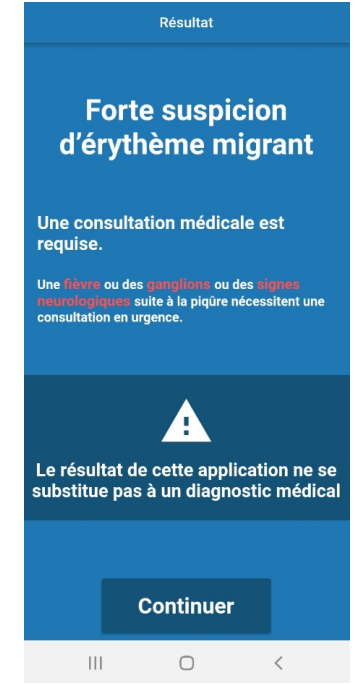 Résultat
Forte suspicion
d'érythème migrant
Une consultation médicale est
requise.
Une fièvre ou des ganglions ou des signes
neurologiques suite à la piqûre nécessitent une
consultation en urgence.
Le résultat de cette application ne se
substitue pas à un diagnostic médical
Continuer